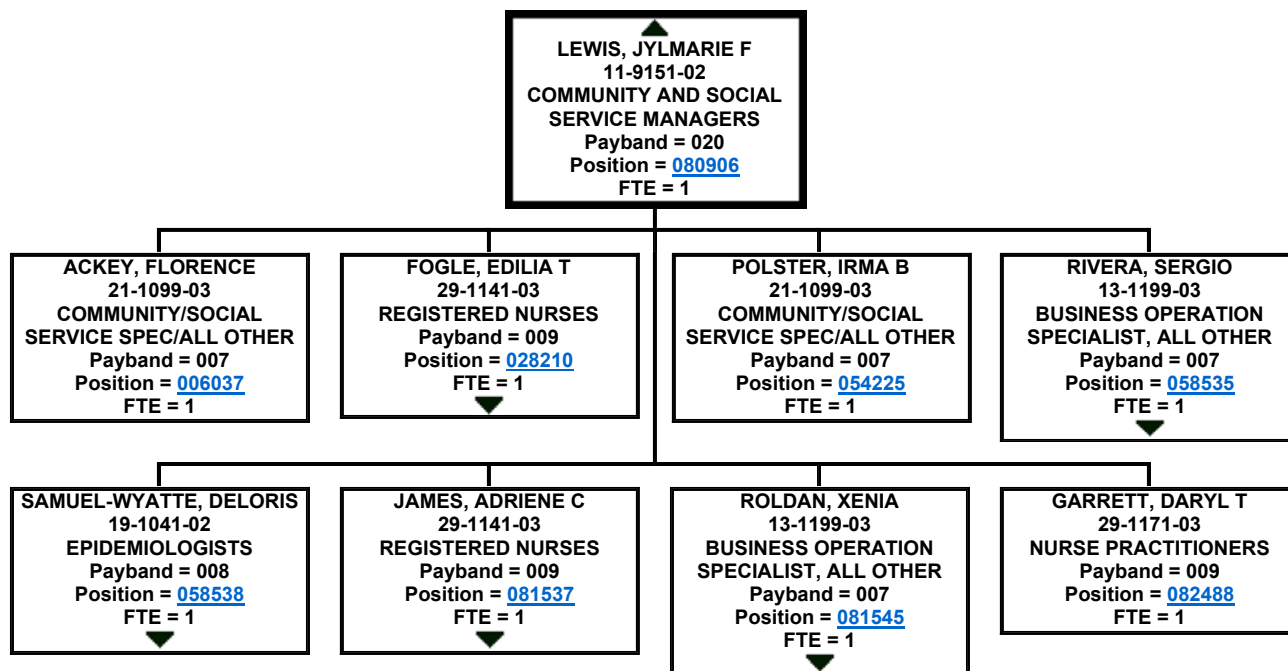 LEWIS, JYLMARIE F
11-9151-02
COMMUNITY AND SOCIAL
SERVICE MANAGERS
Payband = 020
Position = 080906
FTE = 1
ACKEY, FLORENCE
21-1099-03
COMMUNITY/SOCIAL
SERVICE SPEC/ALL OTHER
Payband = 007
Position = 006037
FTE = 1
FOGLE, EDILIA T
29-1141-03
REGISTERED NURSES
Payband = 009
Position = 028210
FTE = 1
POLSTER, IRMA B
21-1099-03
COMMUNITY/SOCIAL
SERVICE SPEC/ALL OTHER
Payband = 007
Position = 054225
FTE = 1
RIVERA, SERGIO
13-1199-03
BUSINESS OPERATION
SPECIALIST, ALL OTHER
Payband = 007
Position = 058535
FTE = 1
SAMUEL-WYATTE, DELORIS
19-1041-02
EPIDEMIOLOGISTS
Payband = 008
Position = 058538
FTE = 1
JAMES, ADRIENE C
29-1141-03
REGISTERED NURSES
Payband = 009
Position = 081537
FTE = 1
ROLDAN, XENIA
13-1199-03
BUSINESS OPERATION
SPECIALIST, ALL OTHER
Payband = 007
Position = 081545
FTE = 1
GARRETT, DARYL T
29-1171-03
NURSE PRACTITIONERS
Payband = 009
Position = 082488
FTE = 1